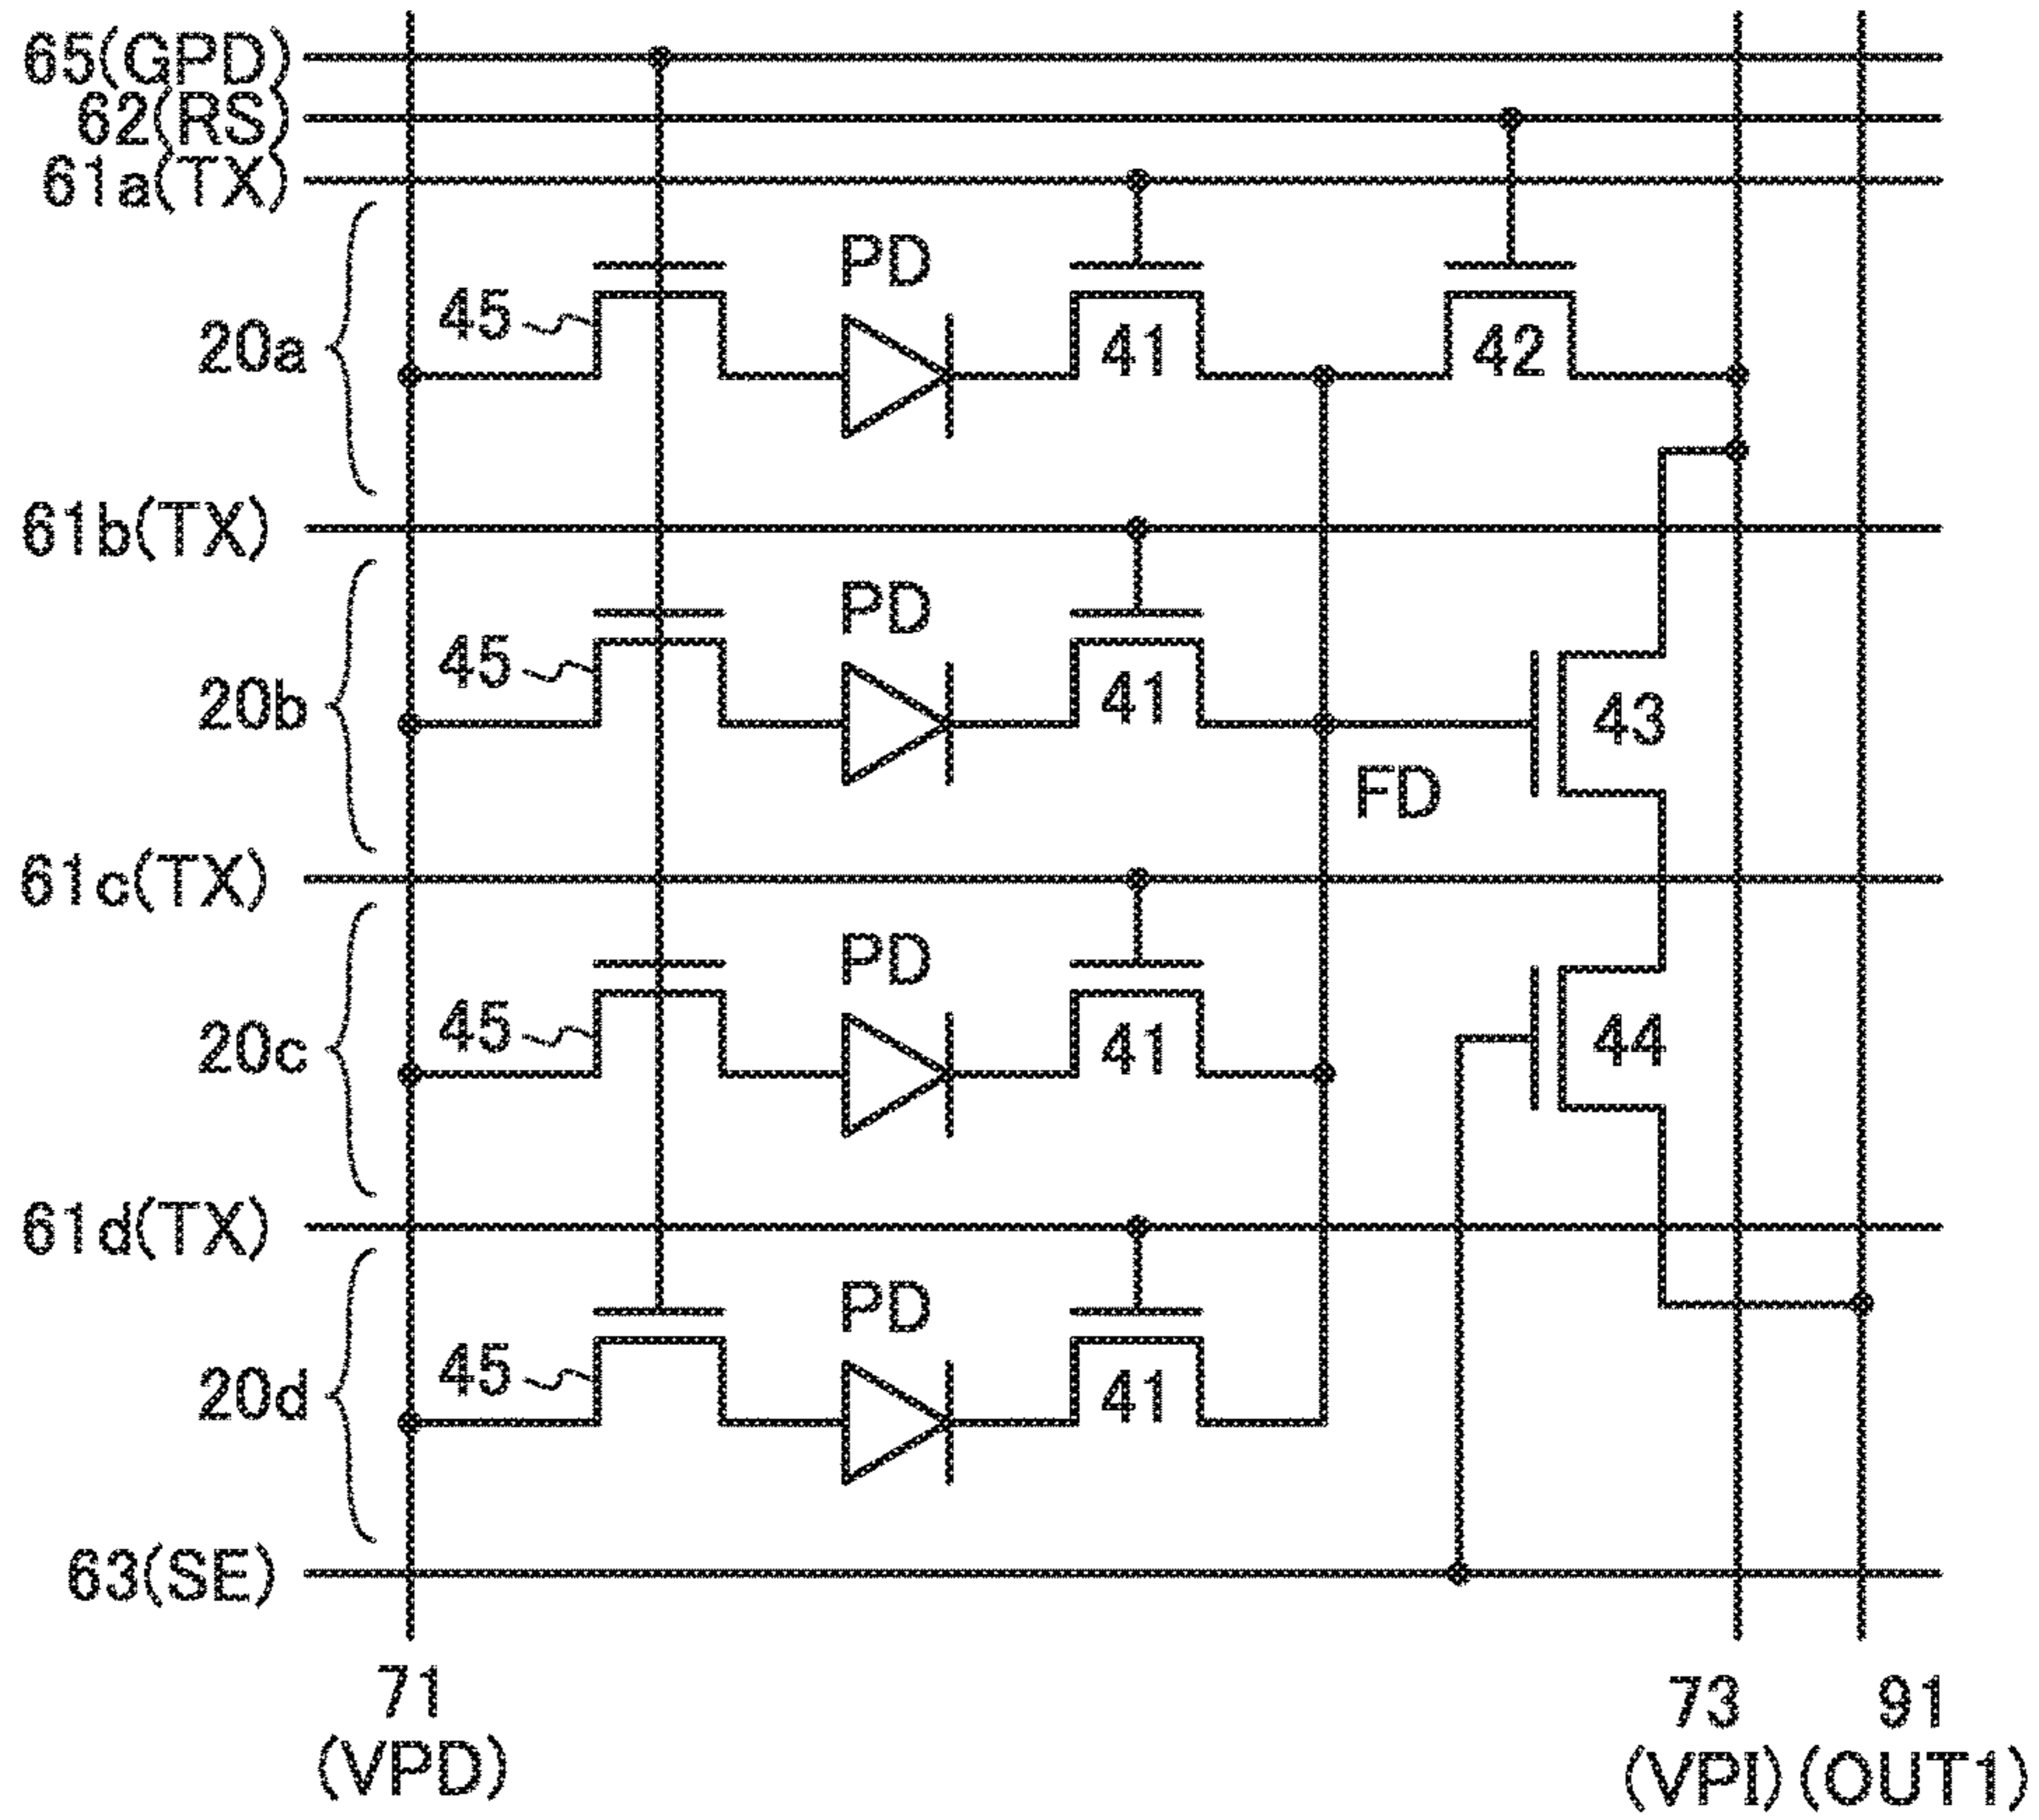 65(GPD)
62(RS)
61a(TX)
PD
45
20a
41
42
61b(TX)
PD
45
20b
41
43
FD
61c(TX)
PD
45
20c
41
44
61d(TX)
PD
45
20d
41
63(SE)
71
(VPD)
73
(VPI)
91
(OUT1)